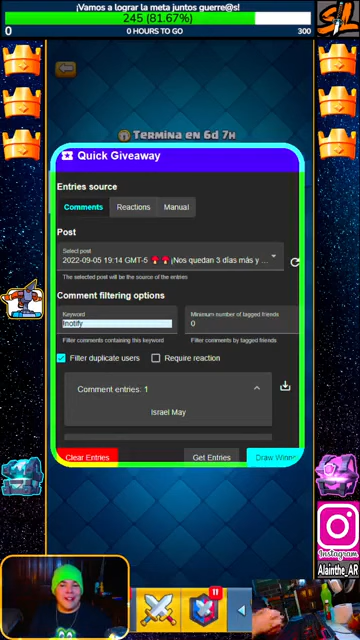 ¡Vamos a lograr la meta juntos guerre@s!
245 (81.67%)
0
0 HOURS TO GO
300
Termina en 6d 7h
Quick Giveaway
Entries source
Comments
Reactions
Manual
Post
Select post
2022-09-05 19:14 GMT-5 🌹🌹¡Nos quedan 3 días más y ...
The selected post will be the source of the entries
Comment filtering options
Keyword
!notify
Minimum number of tagged friends
0
Filter comments containing this keyword
Filter comments by tagged friends
Filter duplicate users
Require reaction
Comment entries: 1
Israel May
Clear Entries
Get Entries
Draw Winn
Instagram
Alainthe_AR
11